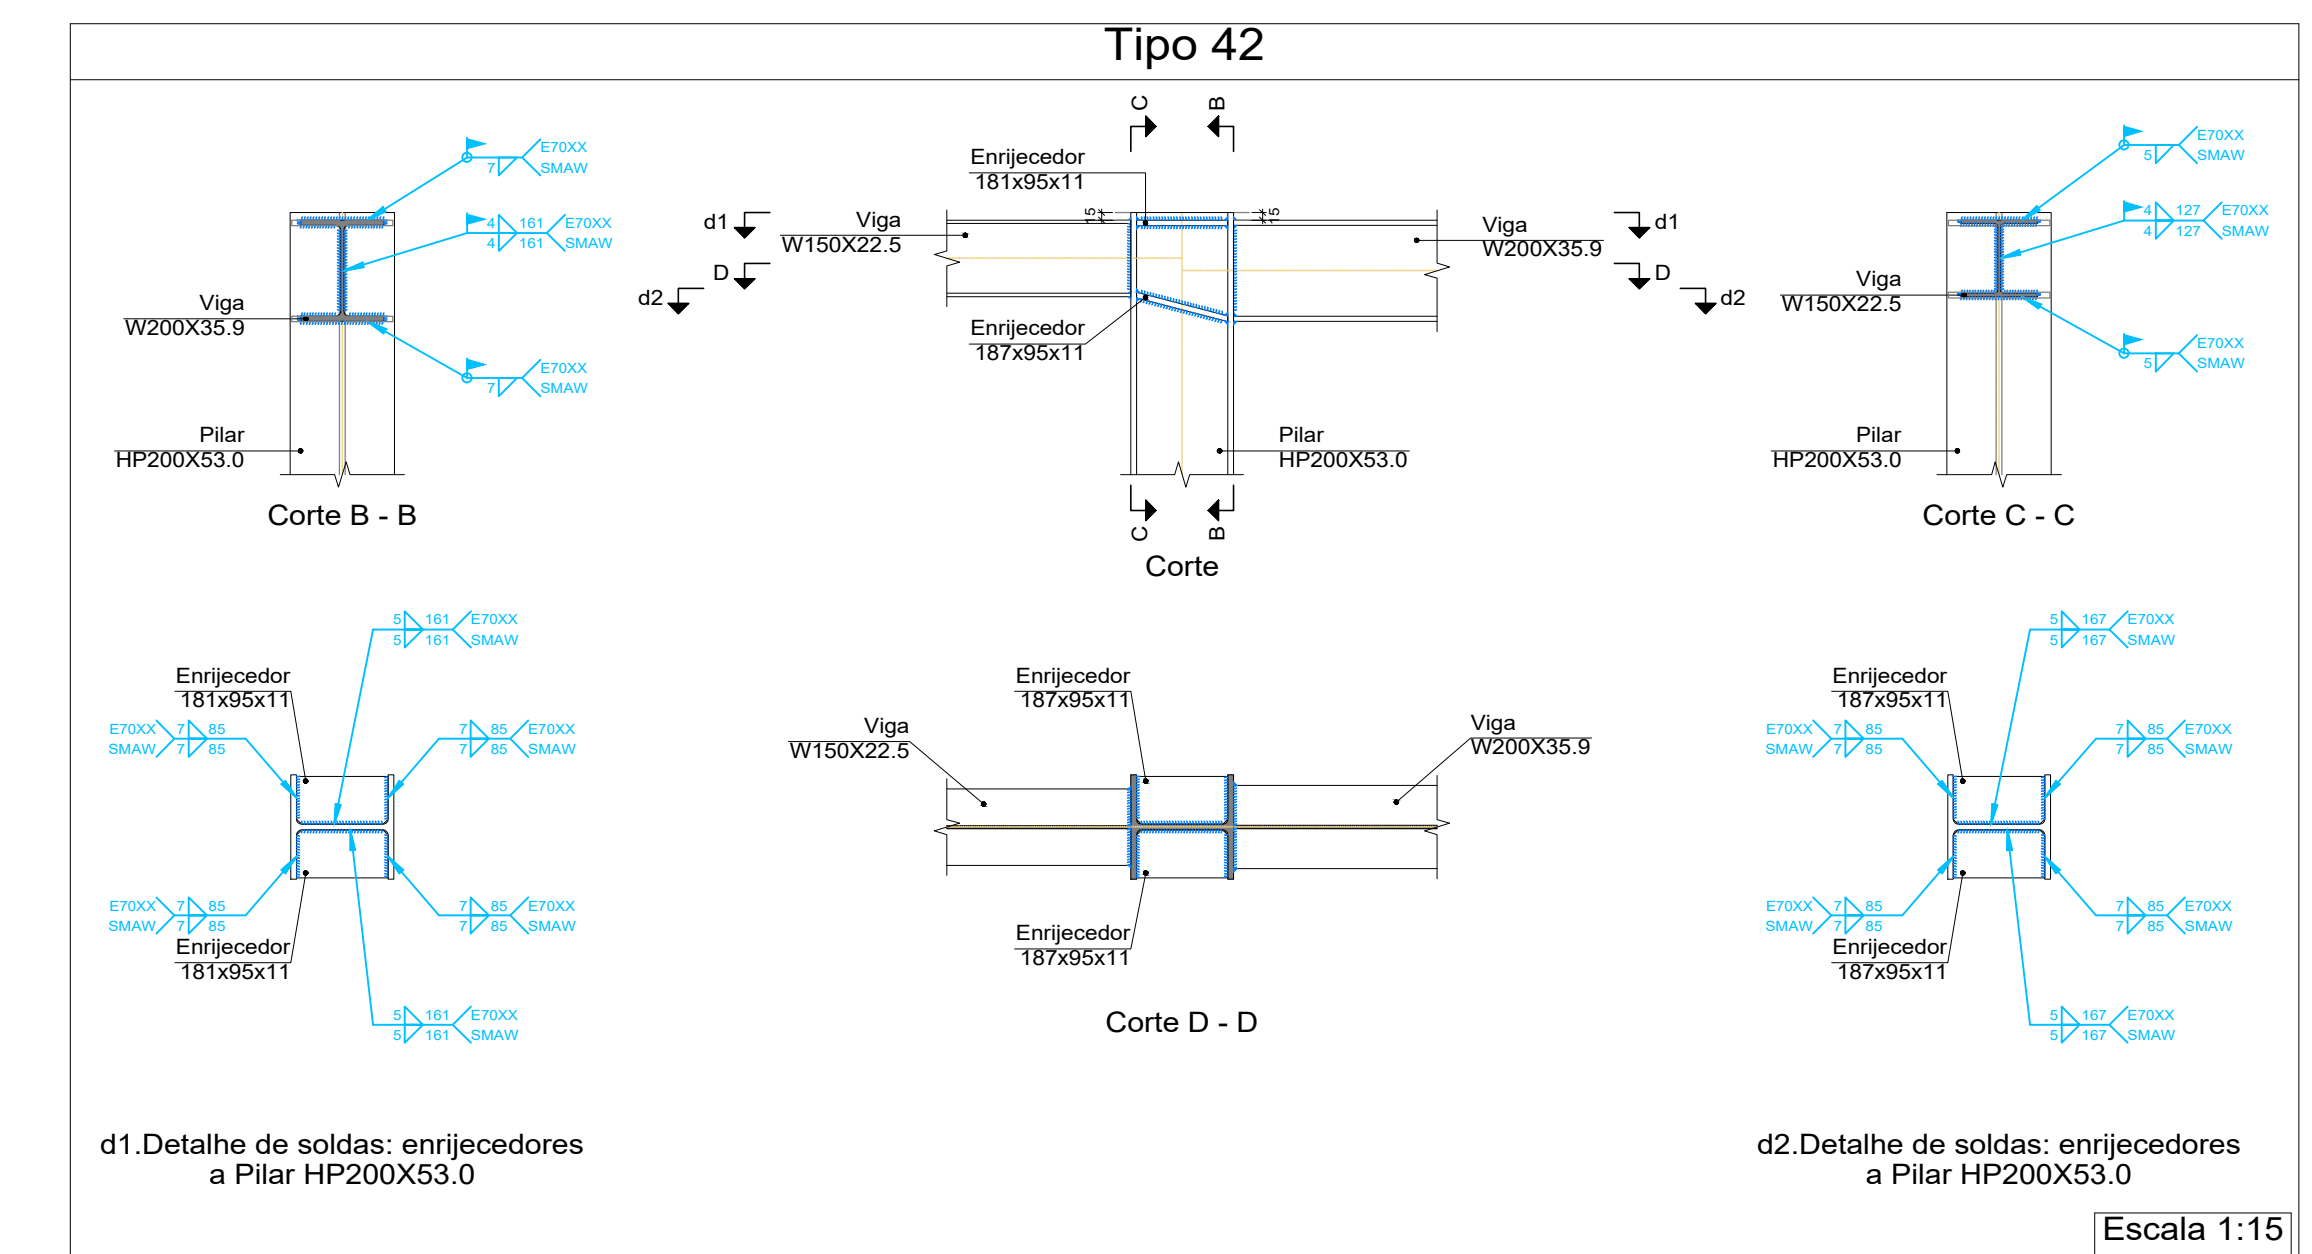 Tipo 42
E70XX
7
SMAW
4 161 E70XX
4 161 SMAW
Viga
W200X35.9
E70XX
7
SMAW
Pilar
HP200X53.0
Corte B - B
C
B
Enrijecedor
181x95x11
15
15
d1
Viga
W150X22.5
D
d2
Viga
W200X35.9
d1
D
d2
Enrijecedor
187x95x11
Pilar
HP200X53.0
C
B
Corte
E70XX
5
SMAW
4 127 E70XX
4 127 SMAW
Viga
W150X22.5
E70XX
5
SMAW
Pilar
HP200X53.0
Corte C - C
5 161 E70XX
5 161 SMAW
Enrijecedor
181x95x11
E70XX 7 85
SMAW 7 85
7 85 E70XX
7 85 SMAW
E70XX 7 85
SMAW 7 85
7 85 E70XX
7 85 SMAW
Enrijecedor
181x95x11
5 161 E70XX
5 161 SMAW
d1.Detalhe de soldas: enrijecedores
a Pilar HP200X53.0
Enrijecedor
187x95x11
Viga
W150X22.5
Viga
W200X35.9
Enrijecedor
187x95x11
Corte D - D
5 167 E70XX
5 167 SMAW
Enrijecedor
187x95x11
E70XX 7 85
SMAW 7 85
7 85 E70XX
7 85 SMAW
E70XX 7 85
SMAW 7 85
7 85 E70XX
7 85 SMAW
Enrijecedor
187x95x11
5 167 E70XX
5 167 SMAW
d2.Detalhe de soldas: enrijecedores
a Pilar HP200X53.0
Escala 1:15